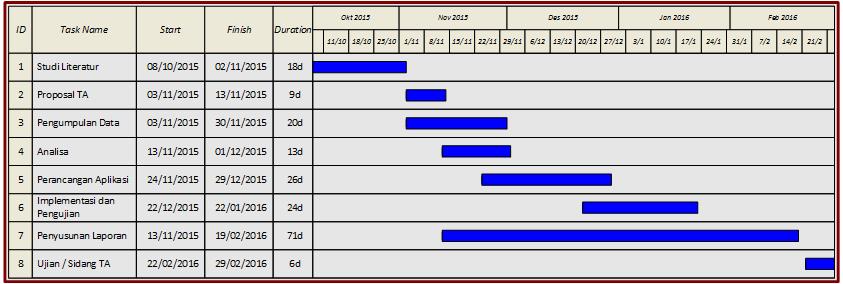 Okt 2015 Nov 2015 Des 2015 Jan 2016 Feb 2016
ID Task Name Start Finish Duration
11/10 18/10 25/10 1/11 8/11 15/11 22/11 29/11 6/12 13/12 20/12 27/12 3/1 10/1 17/1 24/1 31/1 7/2 14/2 21/2
1 Studi Literatur 08/10/2015 02/11/2015 18d
2 Proposal TA 03/11/2015 13/11/2015 9d
3 Pengumpulan Data 03/11/2015 30/11/2015 20d
4 Analisa 13/11/2015 01/12/2015 13d
5 Perancangan Aplikasi 24/11/2015 29/12/2015 26d
6 Implementasi dan
Pengujian 22/12/2015 22/01/2016 24d
7 Penyusunan Laporan 13/11/2015 19/02/2016 71d
8 Ujian / Sidang TA 22/02/2016 29/02/2016 6d